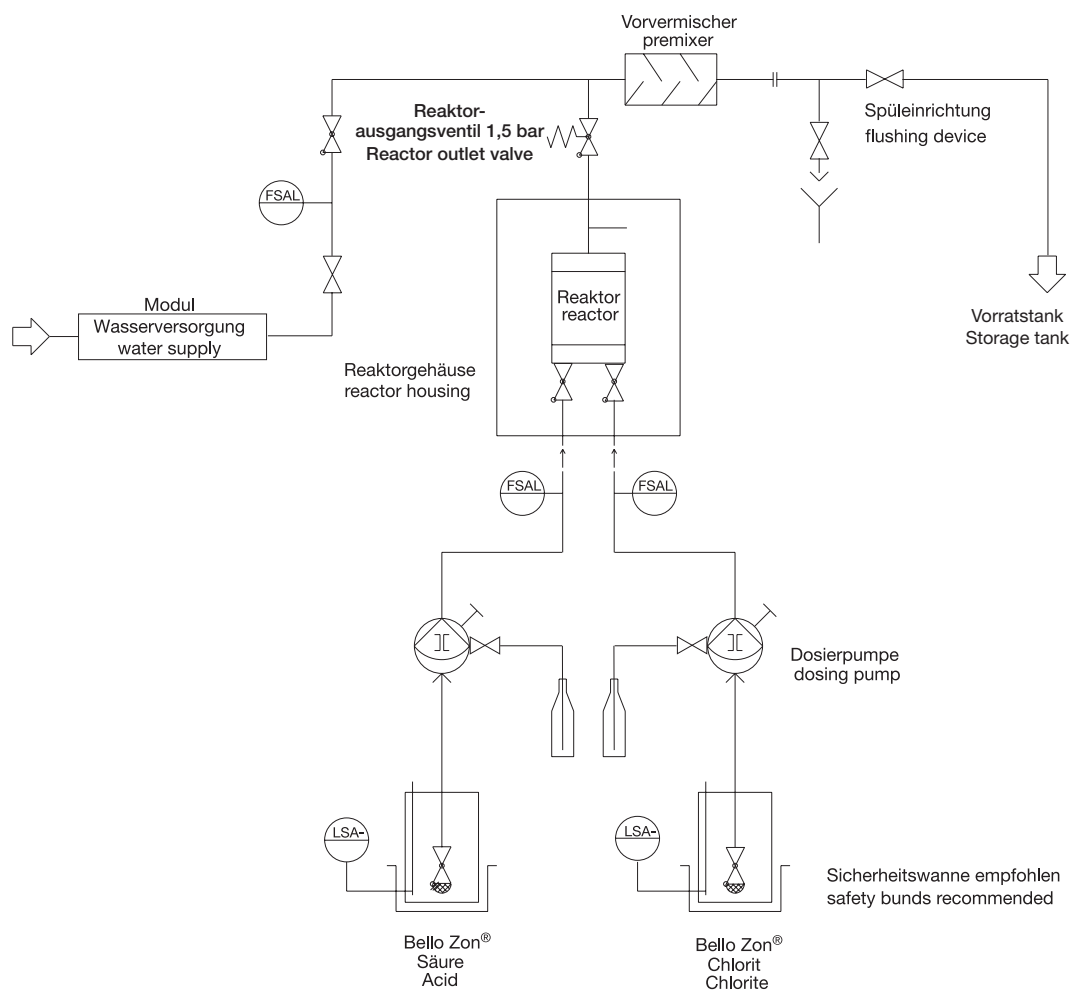 Vorvermischer
premixer
Reaktor-
ausgangsventil 1,5 bar
Reactor outlet valve
Spüleinrichtung
flushing device
FSAL
Reaktor
reactor
Modul
Wasserversorgung
water supply
Vorratstank
Storage tank
Reaktorgehäuse
reactor housing
FSAL
FSAL
Dosierpumpe
dosing pump
LSA-
LSA-
Sicherheitswanne empfohlen
safety bunds recommended
Bello Zon®
Säure
Acid
Bello Zon®
Chlorit
Chlorite